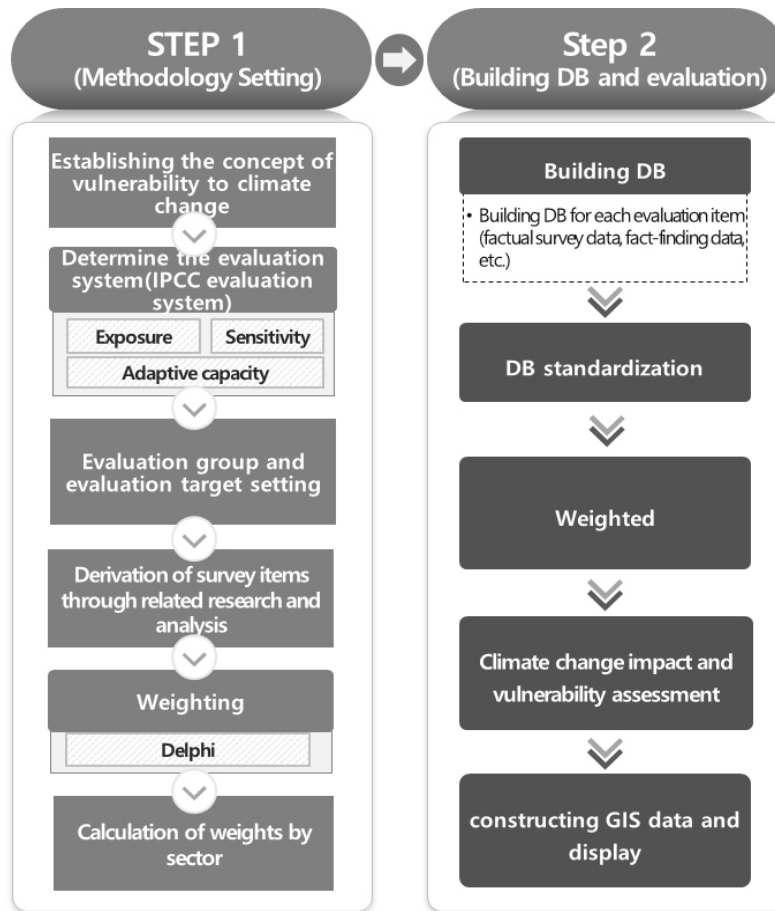 STEP 1
(Methodology Setting)
Establishing the concept of
vulnerability to climate
change
Determine the evaluation
system(IPCC evaluation
system)
Exposure
Sensitivity
Adaptive capacity
Evaluation group and
evaluation target setting
Derivation of survey items
through related research and
analysis
Weighting
Delphi
Calculation of weights by
sector
Step 2
(Building DB and evaluation)
Building DB
• Building DB for each evaluation item
(factual survey data, fact-finding data,
etc.)
DB standardization
Weighted
Climate change impact and
vulnerability assessment
constructing GIS data and
display